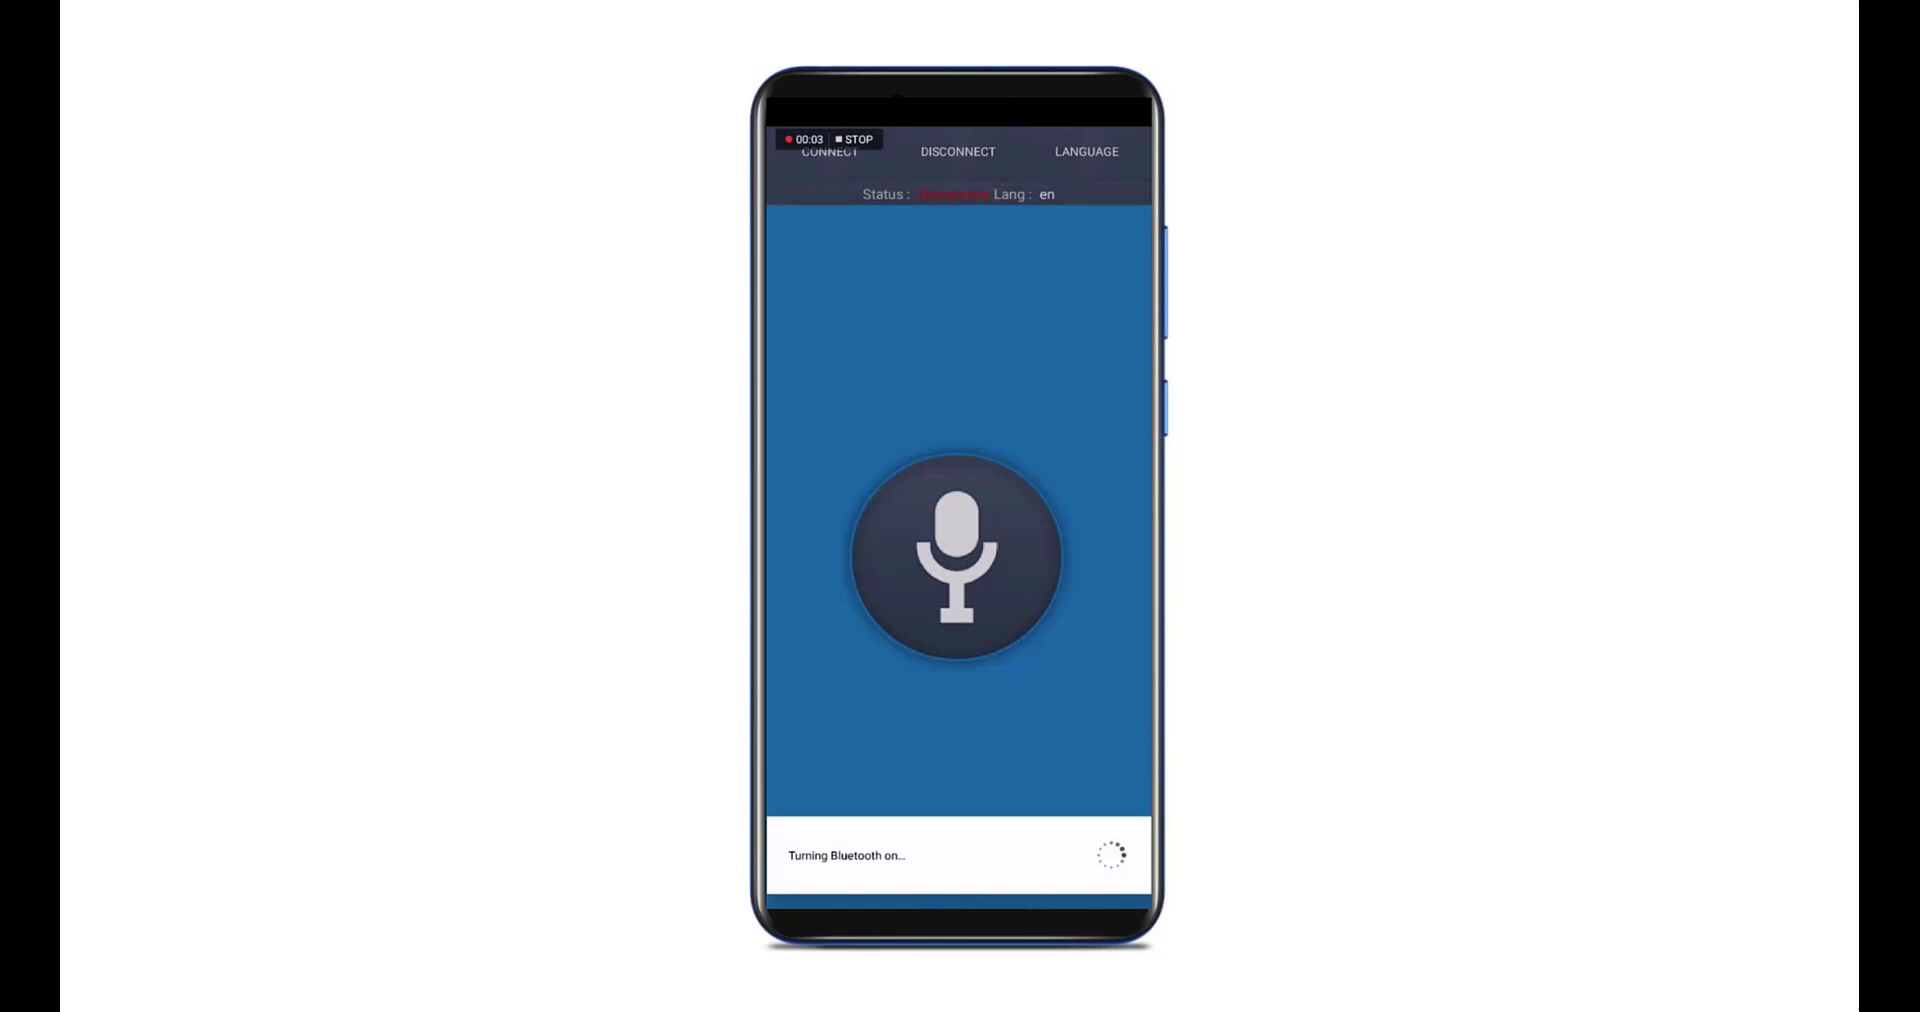 00:03 STOP
CONNECT DISCONNECT LANGUAGE
Status : Lang : en
Turning Bluetooth on...